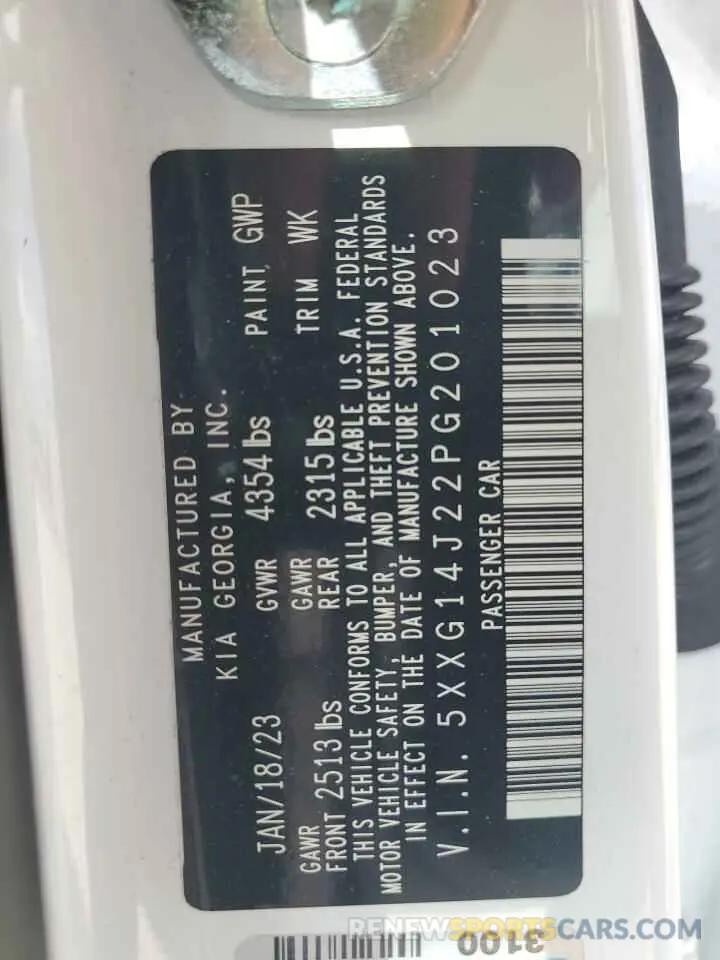 MANUFACTURED BY
KIA GEORGIA, INC.
JAN/18/23 GVWR 4354 lbs PAINT GWP
GAWR GAWR
FRONT 2513 lbs REAR 2315 lbs TRIM WK
THIS VEHICLE CONFORMS TO ALL APPLICABLE U.S.A. FEDERAL
MOTOR VEHICLE SAFETY, BUMPER, AND THEFT PREVENTION STANDARDS
IN EFFECT ON THE DATE OF MANUFACTURE SHOWN ABOVE.
V.I.N. 5XXG14J22PG201023
PASSENGER CAR
3100
RENEWSPORTSCARS.COM